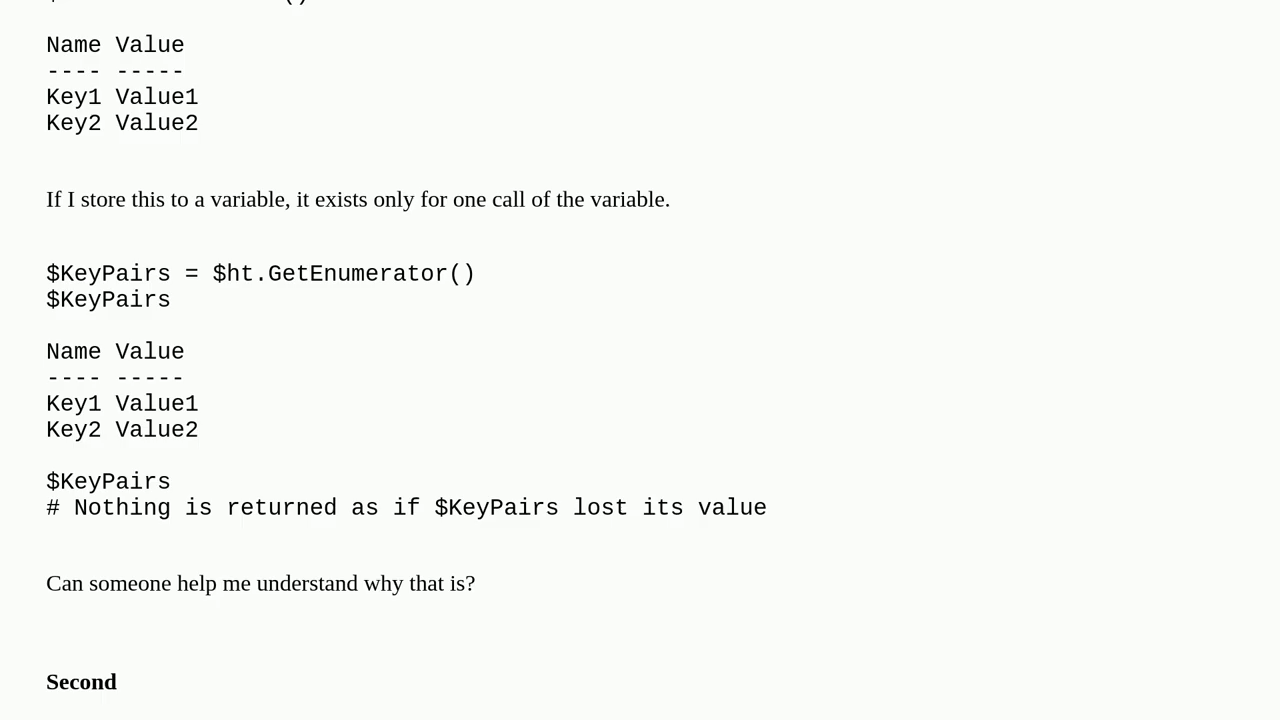 Name Value
---- -----
Key1 Value1
Key2 Value2
If I store this to a variable, it exists only for one call of the variable.
$KeyPairs = $ht.GetEnumerator()
$KeyPairs
Name Value
---- -----
Key1 Value1
Key2 Value2
$KeyPairs
# Nothing is returned as if $KeyPairs lost its value
Can someone help me understand why that is?
Second